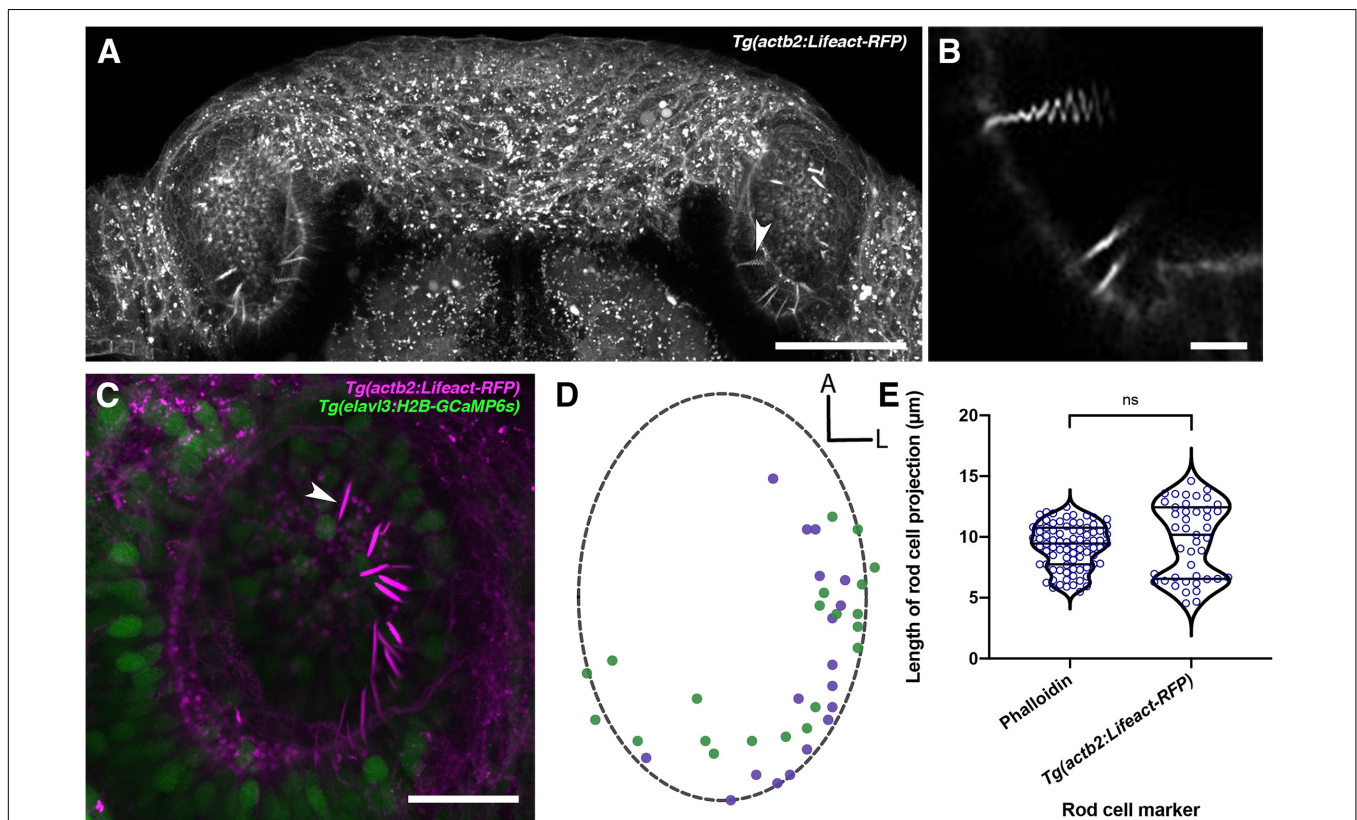 A
Tg(actb2:Lifeact-RFP)
B
C
Tg(actb2:Lifeact-RFP)
Tg(elavl3:H2B-GCaMP6s)
D
A
L
E
Length of rod cell projection (μm)
20
15
10
5
0
ns
Phalloidin
Tg(actb2:Lifeact-RFP)
Rod cell marker